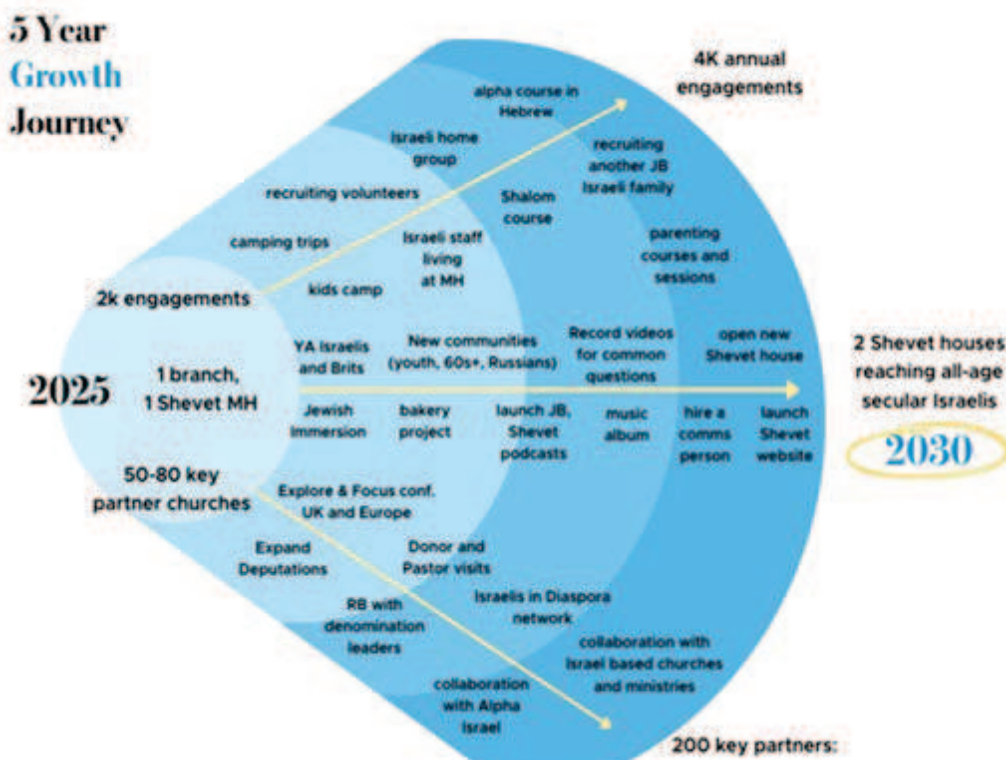 5 Year
Growth
Journey
4K annual
engagements
alpha course in
Hebrew
Israeli home
group
recruiting
another JB
Israeli family
recruiting volunteers
Shalom
course
camping trips
Israeli staff
living
at MH
parenting
courses and
sessions
kids camp
2k engagements
YA Israelis
and Brits
New communities
(youth, 60s+, Russians)
Record videos
for common
questions
open new
Shevet house
2 Shevet houses
reaching all-age
secular Israelis
2030
2025
1 branch,
1 Shevet MH
Jewish
Immersion
bakery
project
launch JB,
Shevet
podcasts
music
album
hire a
comms
person
launch
Shevet
website
50-80 key
partner churches
Explore & Focus conf.
UK and Europe
Expand
Deputations
Donor and
Pastor visits
RB with
denomination
leaders
Israelis in Diaspora
network
collaboration with
Israel based churches
and ministries
collaboration
with Alpha
Israel
200 key partners: